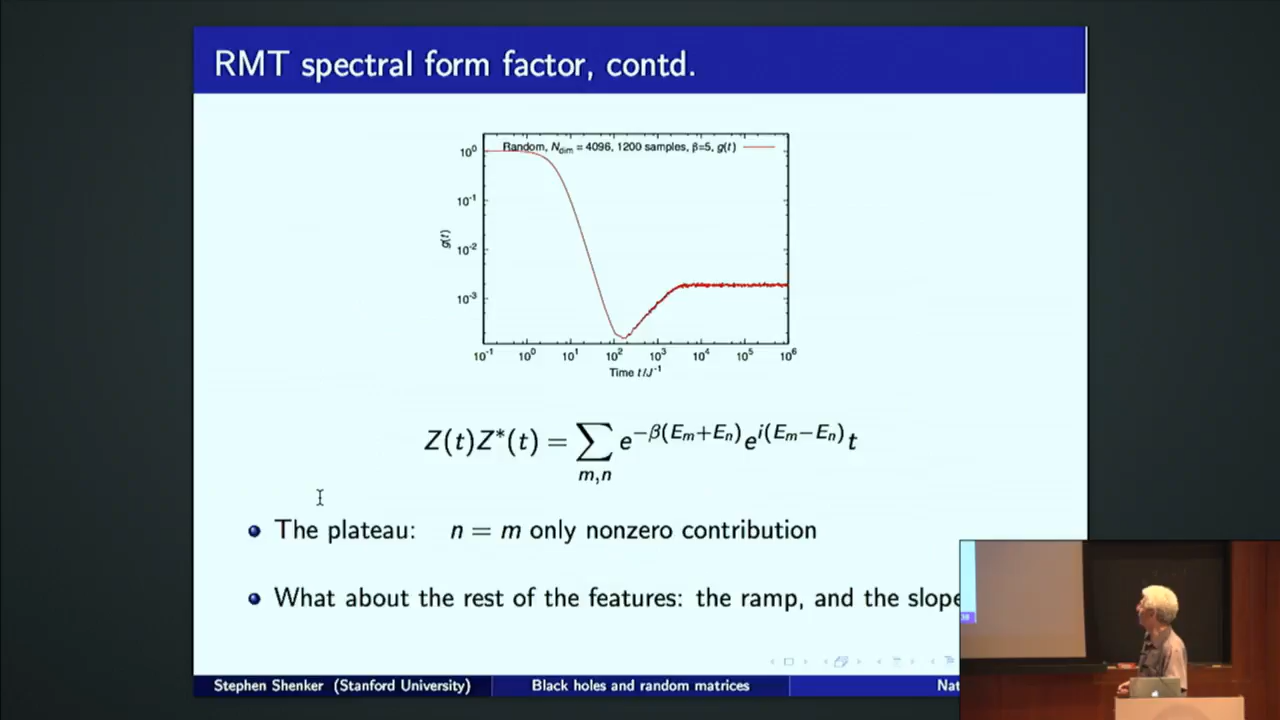 RMT spectral form factor, contd.
Random, N_dim = 4096, 1200 samples, β=5, g(t)
10^0
10^-1
10^-2
10^-3
g(t)
10^-1 10^0 10^1 10^2 10^3 10^4 10^5 10^6
Time t/J^-1
Z(t)Z*(t) = ∑_{m,n} e^{-β(E_m+E_n)} e^{i(E_m-E_n)t}
The plateau: n = m only nonzero contribution
What about the rest of the features: the ramp, and the slope
Stephen Shenker (Stanford University) Black holes and random matrices Nat